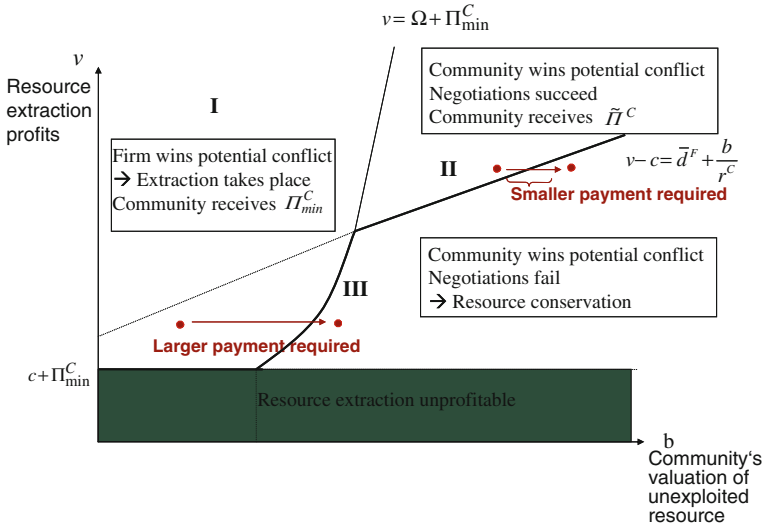 v = Ω + Π^C_min
v
Resource
extraction
profits
I
Community wins potential conflict
Negotiations succeed
Community receives Π̃^C
Firm wins potential conflict
→ Extraction takes place
Community receives Π^C_min
v − c = d̄^F + b/r^C
II
Smaller payment required
Community wins potential conflict
Negotiations fail
→ Resource conservation
III
Larger payment required
c + Π^C_min
Resource extraction unprofitable
b
Community‘s
valuation of
unexploited
resource